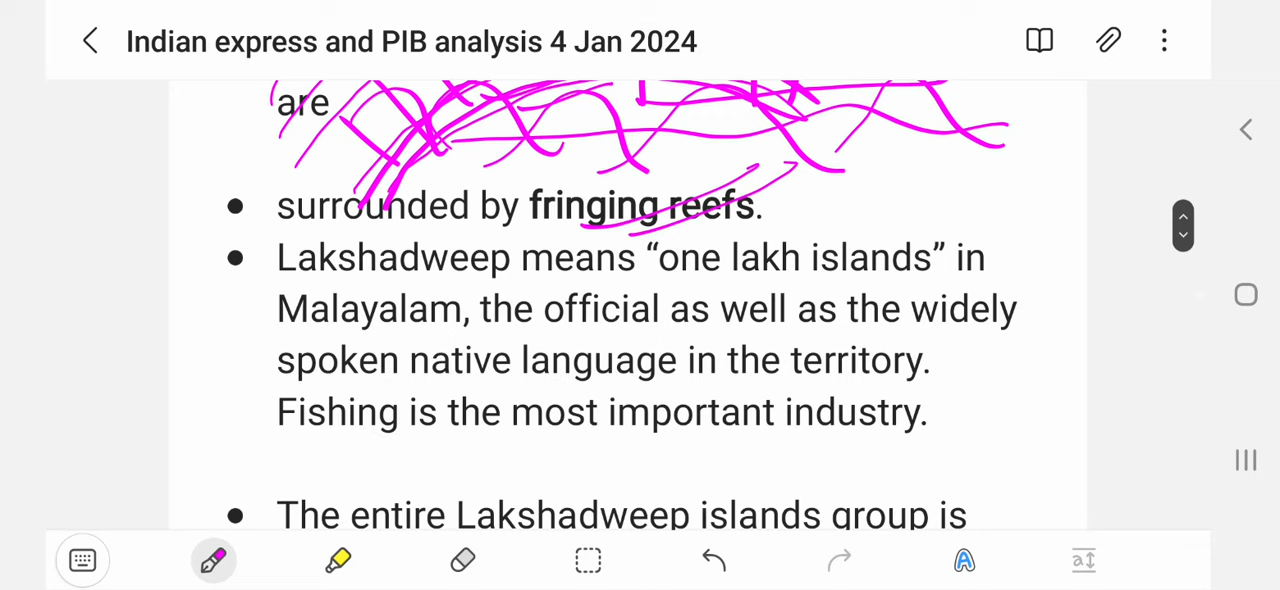 Indian express and PIB analysis 4 Jan 2024
are
● surrounded by fringing reefs.
● Lakshadweep means “one lakh islands” in
Malayalam, the official as well as the widely
spoken native language in the territory.
Fishing is the most important industry.
● The entire Lakshadweep islands group is